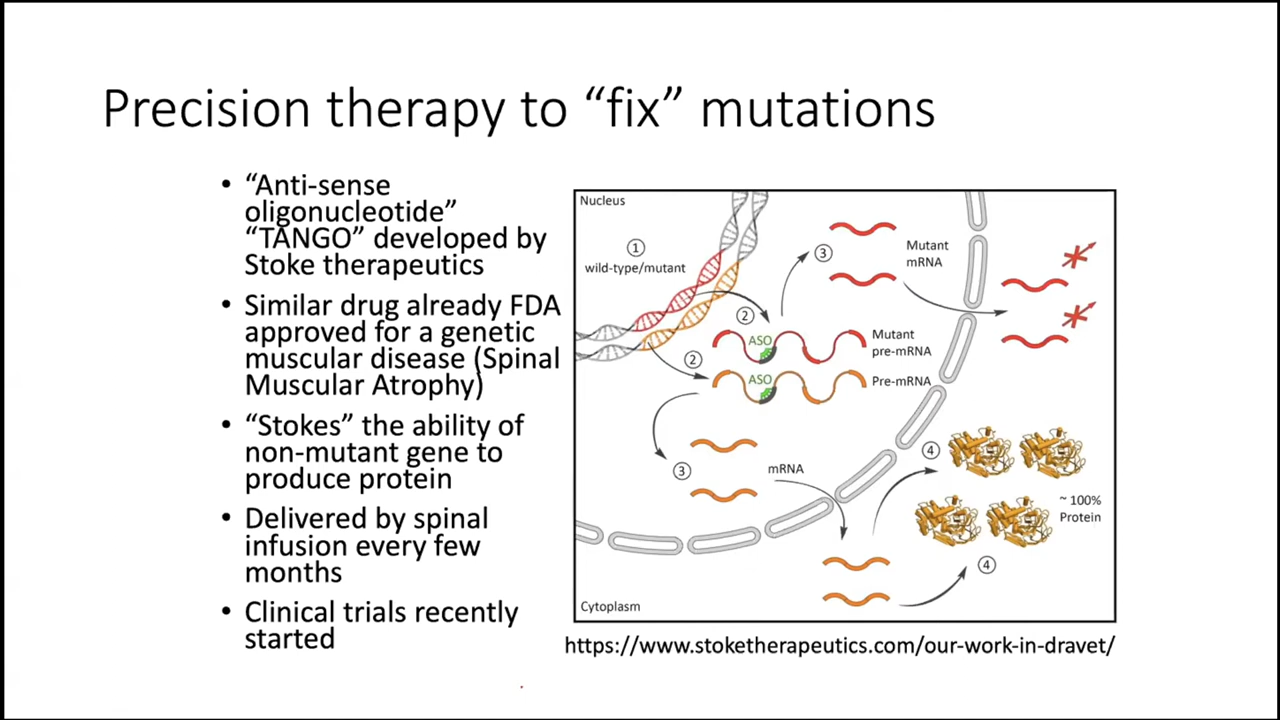 Precision therapy to “fix” mutations
• “Anti-sense
oligonucleotide”
“TANGO” developed by
Stoke therapeutics
• Similar drug already FDA
approved for a genetic
muscular disease (Spinal
Muscular Atrophy)
• “Stokes” the ability of
non-mutant gene to
produce protein
• Delivered by spinal
infusion every few
months
• Clinical trials recently
started
Nucleus
①
wild-type/mutant
③
Mutant
mRNA
②
ASO
Mutant
pre-mRNA
②
ASO
Pre-mRNA
③
mRNA
④
~ 100%
Protein
④
Cytoplasm
https://www.stoketherapeutics.com/our-work-in-dravet/